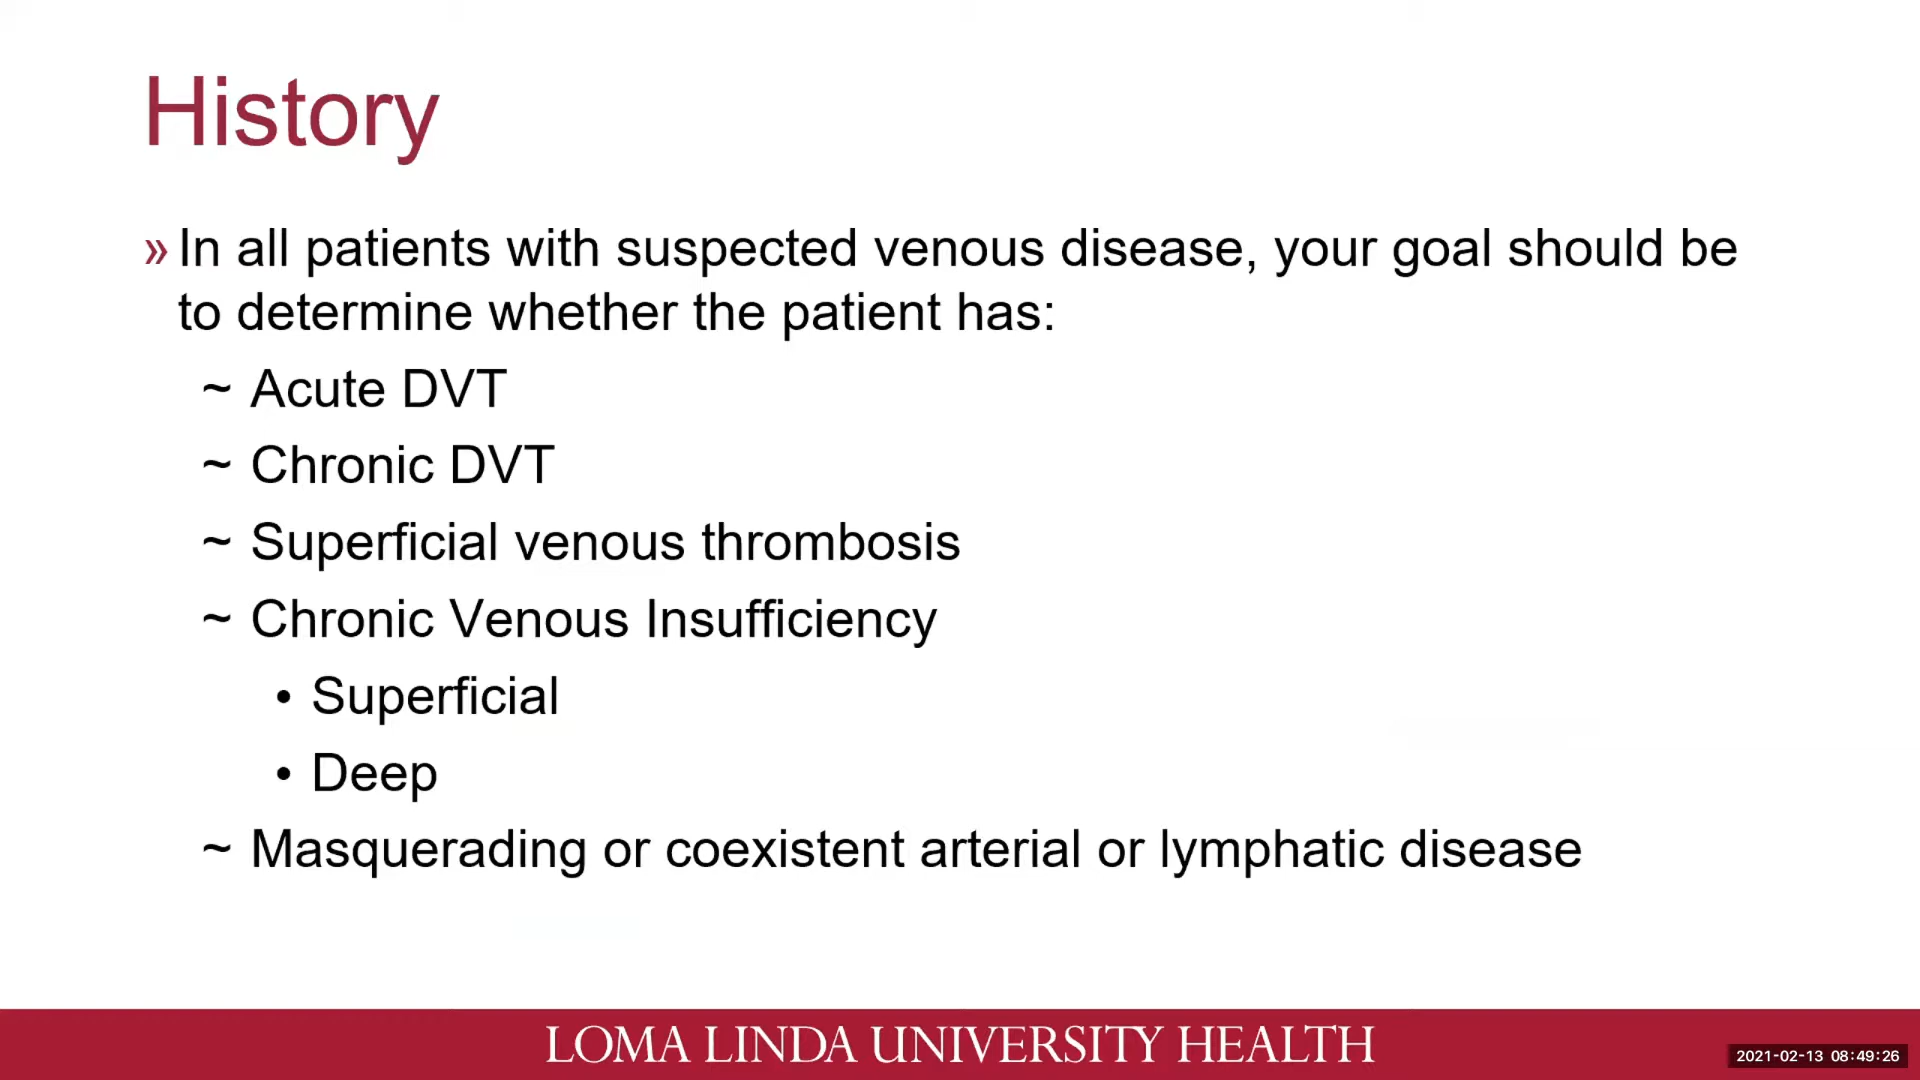 History
» In all patients with suspected venous disease, your goal should be
to determine whether the patient has:
~ Acute DVT
~ Chronic DVT
~ Superficial venous thrombosis
~ Chronic Venous Insufficiency
• Superficial
• Deep
~ Masquerading or coexistent arterial or lymphatic disease
LOMA LINDA UNIVERSITY HEALTH
2021-02-13 08:49:26